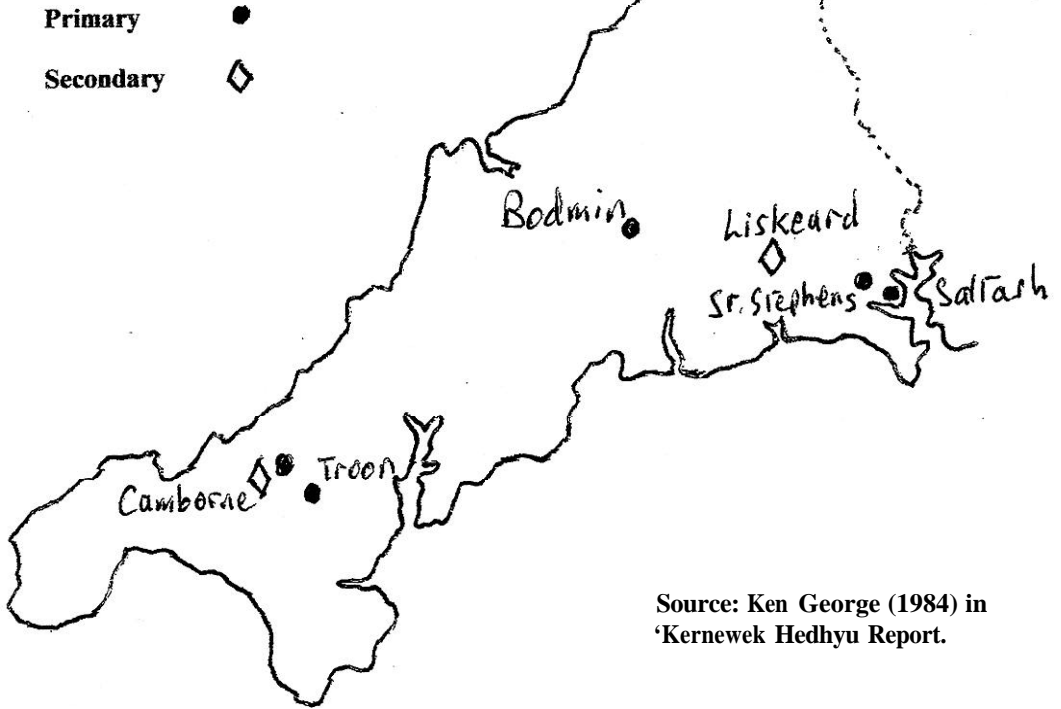 Primary
Secondary
Bodmin
Liskeard
St. Stephens
Saltash
Troon
Camborne
Source: Ken George (1984) in
‘Kernewek Hedhyu Report.